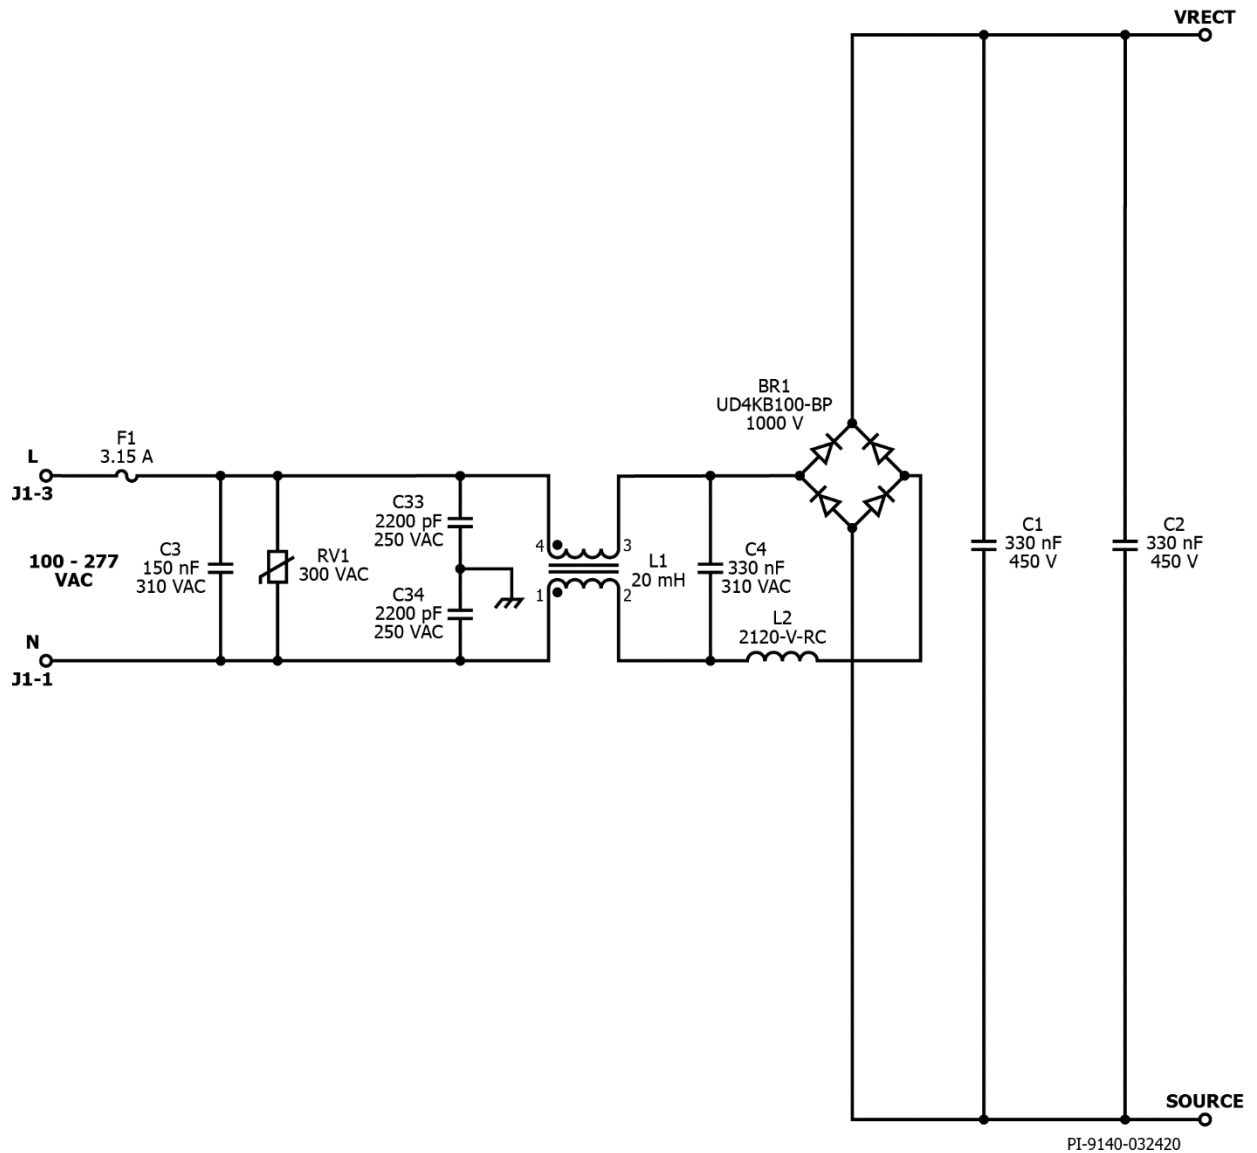 VRECT
BR1
UD4KB100-BP
1000 V
F1
3.15 A
L
J1-3
100 - 277
VAC
C3
150 nF
310 VAC
RV1
300 VAC
C33
2200 pF
250 VAC
C34
2200 pF
250 VAC
4
3
1
2
L1
20 mH
C4
330 nF
310 VAC
L2
2120-V-RC
C1
330 nF
450 V
C2
330 nF
450 V
N
J1-1
SOURCE
PI-9140-032420